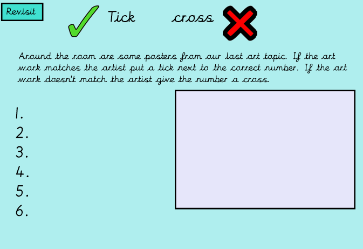 Revisit
Tick cross
Around the room are some posters from our last art topic. If the art
work matches the artist put a tick next to the correct number. If the art
work doesn't match the artist give the number a cross.
1.
2.
3.
4.
5.
6.